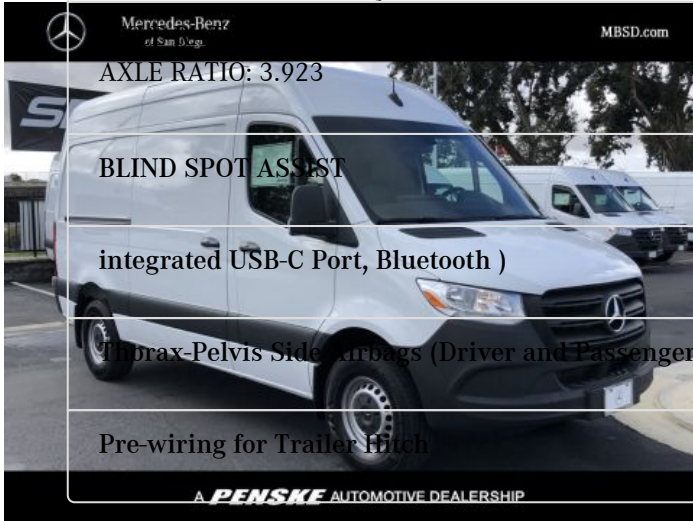 Mercedes-Benz
of San Diego
MBSD.com
AXLE RATIO: 3.923
BLIND SPOT ASSIST
integrated USB-C Port, Bluetooth )
Thorax-Pelvis Side Airbags (Driver and Passenger
Pre-wiring for Trailer Hitch
A PENSKE AUTOMOTIVE DEALERSHIP